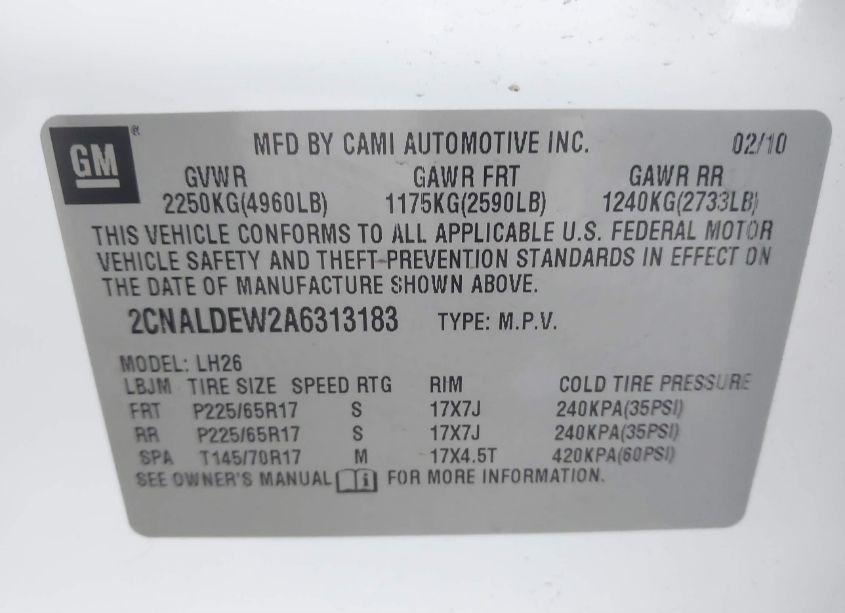 GM ®
MFD BY CAMI AUTOMOTIVE INC. 02/10
GVWR GAWR FRT GAWR RR
2250KG(4960LB) 1175KG(2590LB) 1240KG(2733LB)
THIS VEHICLE CONFORMS TO ALL APPLICABLE U.S. FEDERAL MOTOR
VEHICLE SAFETY AND THEFT-PREVENTION STANDARDS IN EFFECT ON
THE DATE OF MANUFACTURE SHOWN ABOVE.
2CNALDEW2A6313183 TYPE: M.P.V.
MODEL: LH26
LBJM TIRE SIZE SPEED RTG RIM COLD TIRE PRESSURE
FRT P225/65R17 S 17X7J 240KPA(35PSI)
RR P225/65R17 S 17X7J 240KPA(35PSI)
SPA T145/70R17 M 17X4.5T 420KPA(60PSI)
SEE OWNER'S MANUAL i FOR MORE INFORMATION.